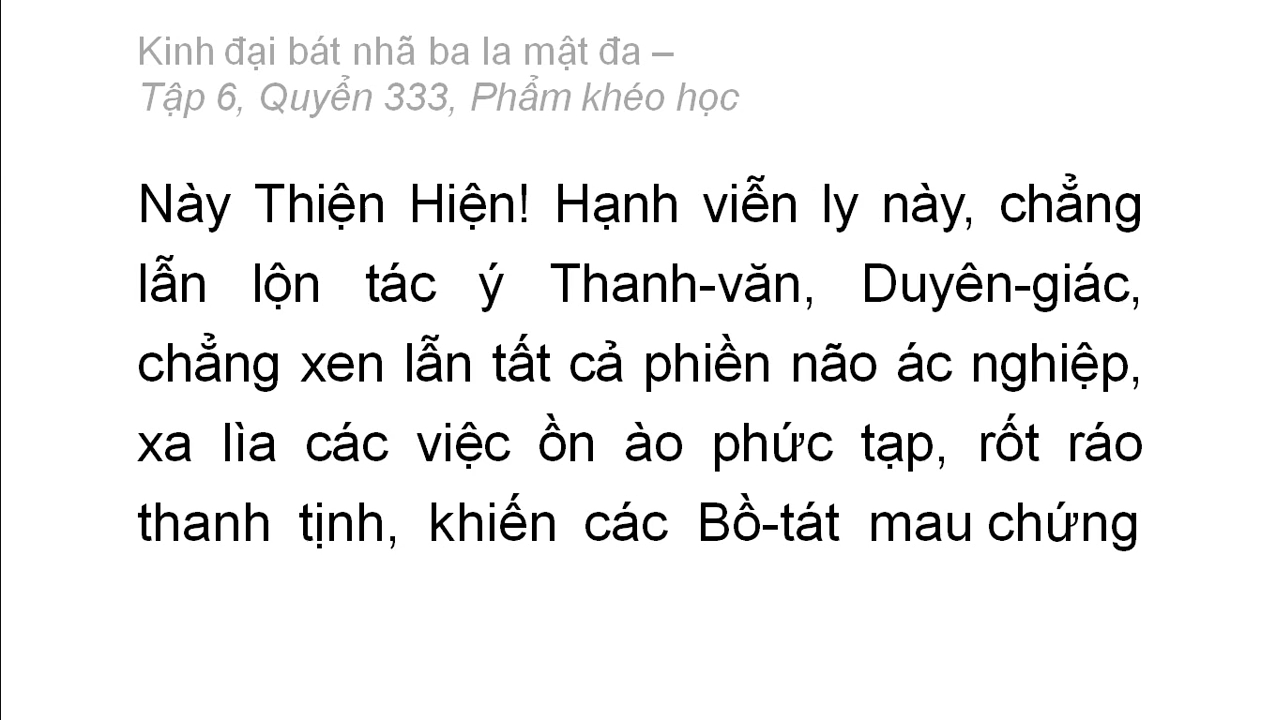 Kinh đại bát nhã ba la mật đa –
Tập 6, Quyển 333, Phẩm khéo học
Này Thiện Hiện! Hạnh viễn ly này, chẳng
lẫn lộn tác ý Thanh-văn, Duyên-giác,
chẳng xen lẫn tất cả phiền não ác nghiệp,
xa lìa các việc ồn ào phức tạp, rốt ráo
thanh tịnh, khiến các Bồ-tát mau chứng